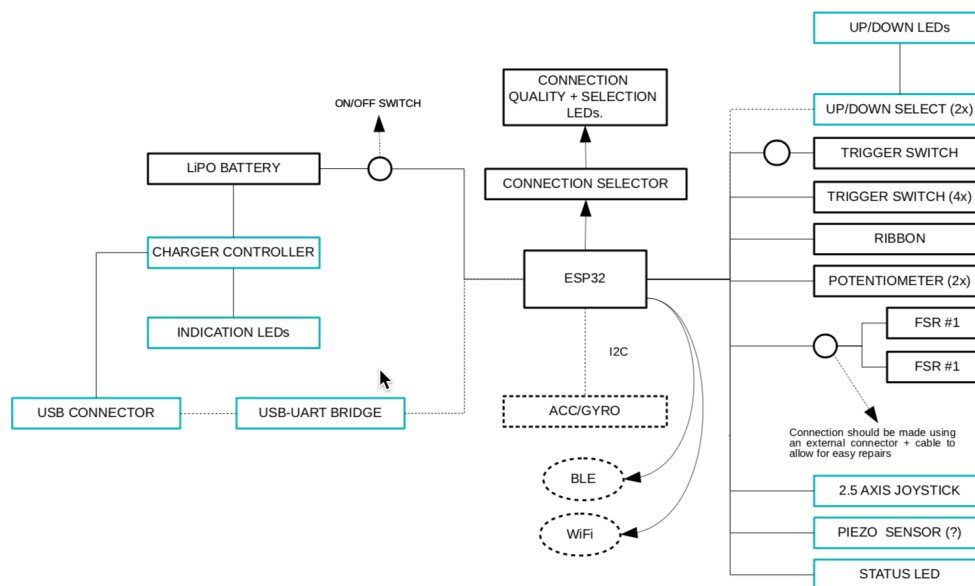 UP/DOWN LEDs
CONNECTION
QUALITY + SELECTION
LEDs.
ON/OFF SWITCH
UP/DOWN SELECT (2x)
TRIGGER SWITCH
LiPO BATTERY
CONNECTION SELECTOR
TRIGGER SWITCH (4x)
RIBBON
CHARGER CONTROLLER
ESP32
POTENTIOMETER (2x)
FSR #1
INDICATION LEDs
I2C
FSR #1
USB CONNECTOR
USB-UART BRIDGE
ACC/GYRO
Connection should be made using
an external connector + cable to
allow for easy repairs
BLE
2.5 AXIS JOYSTICK
WiFi
PIEZO SENSOR (?)
STATUS LED